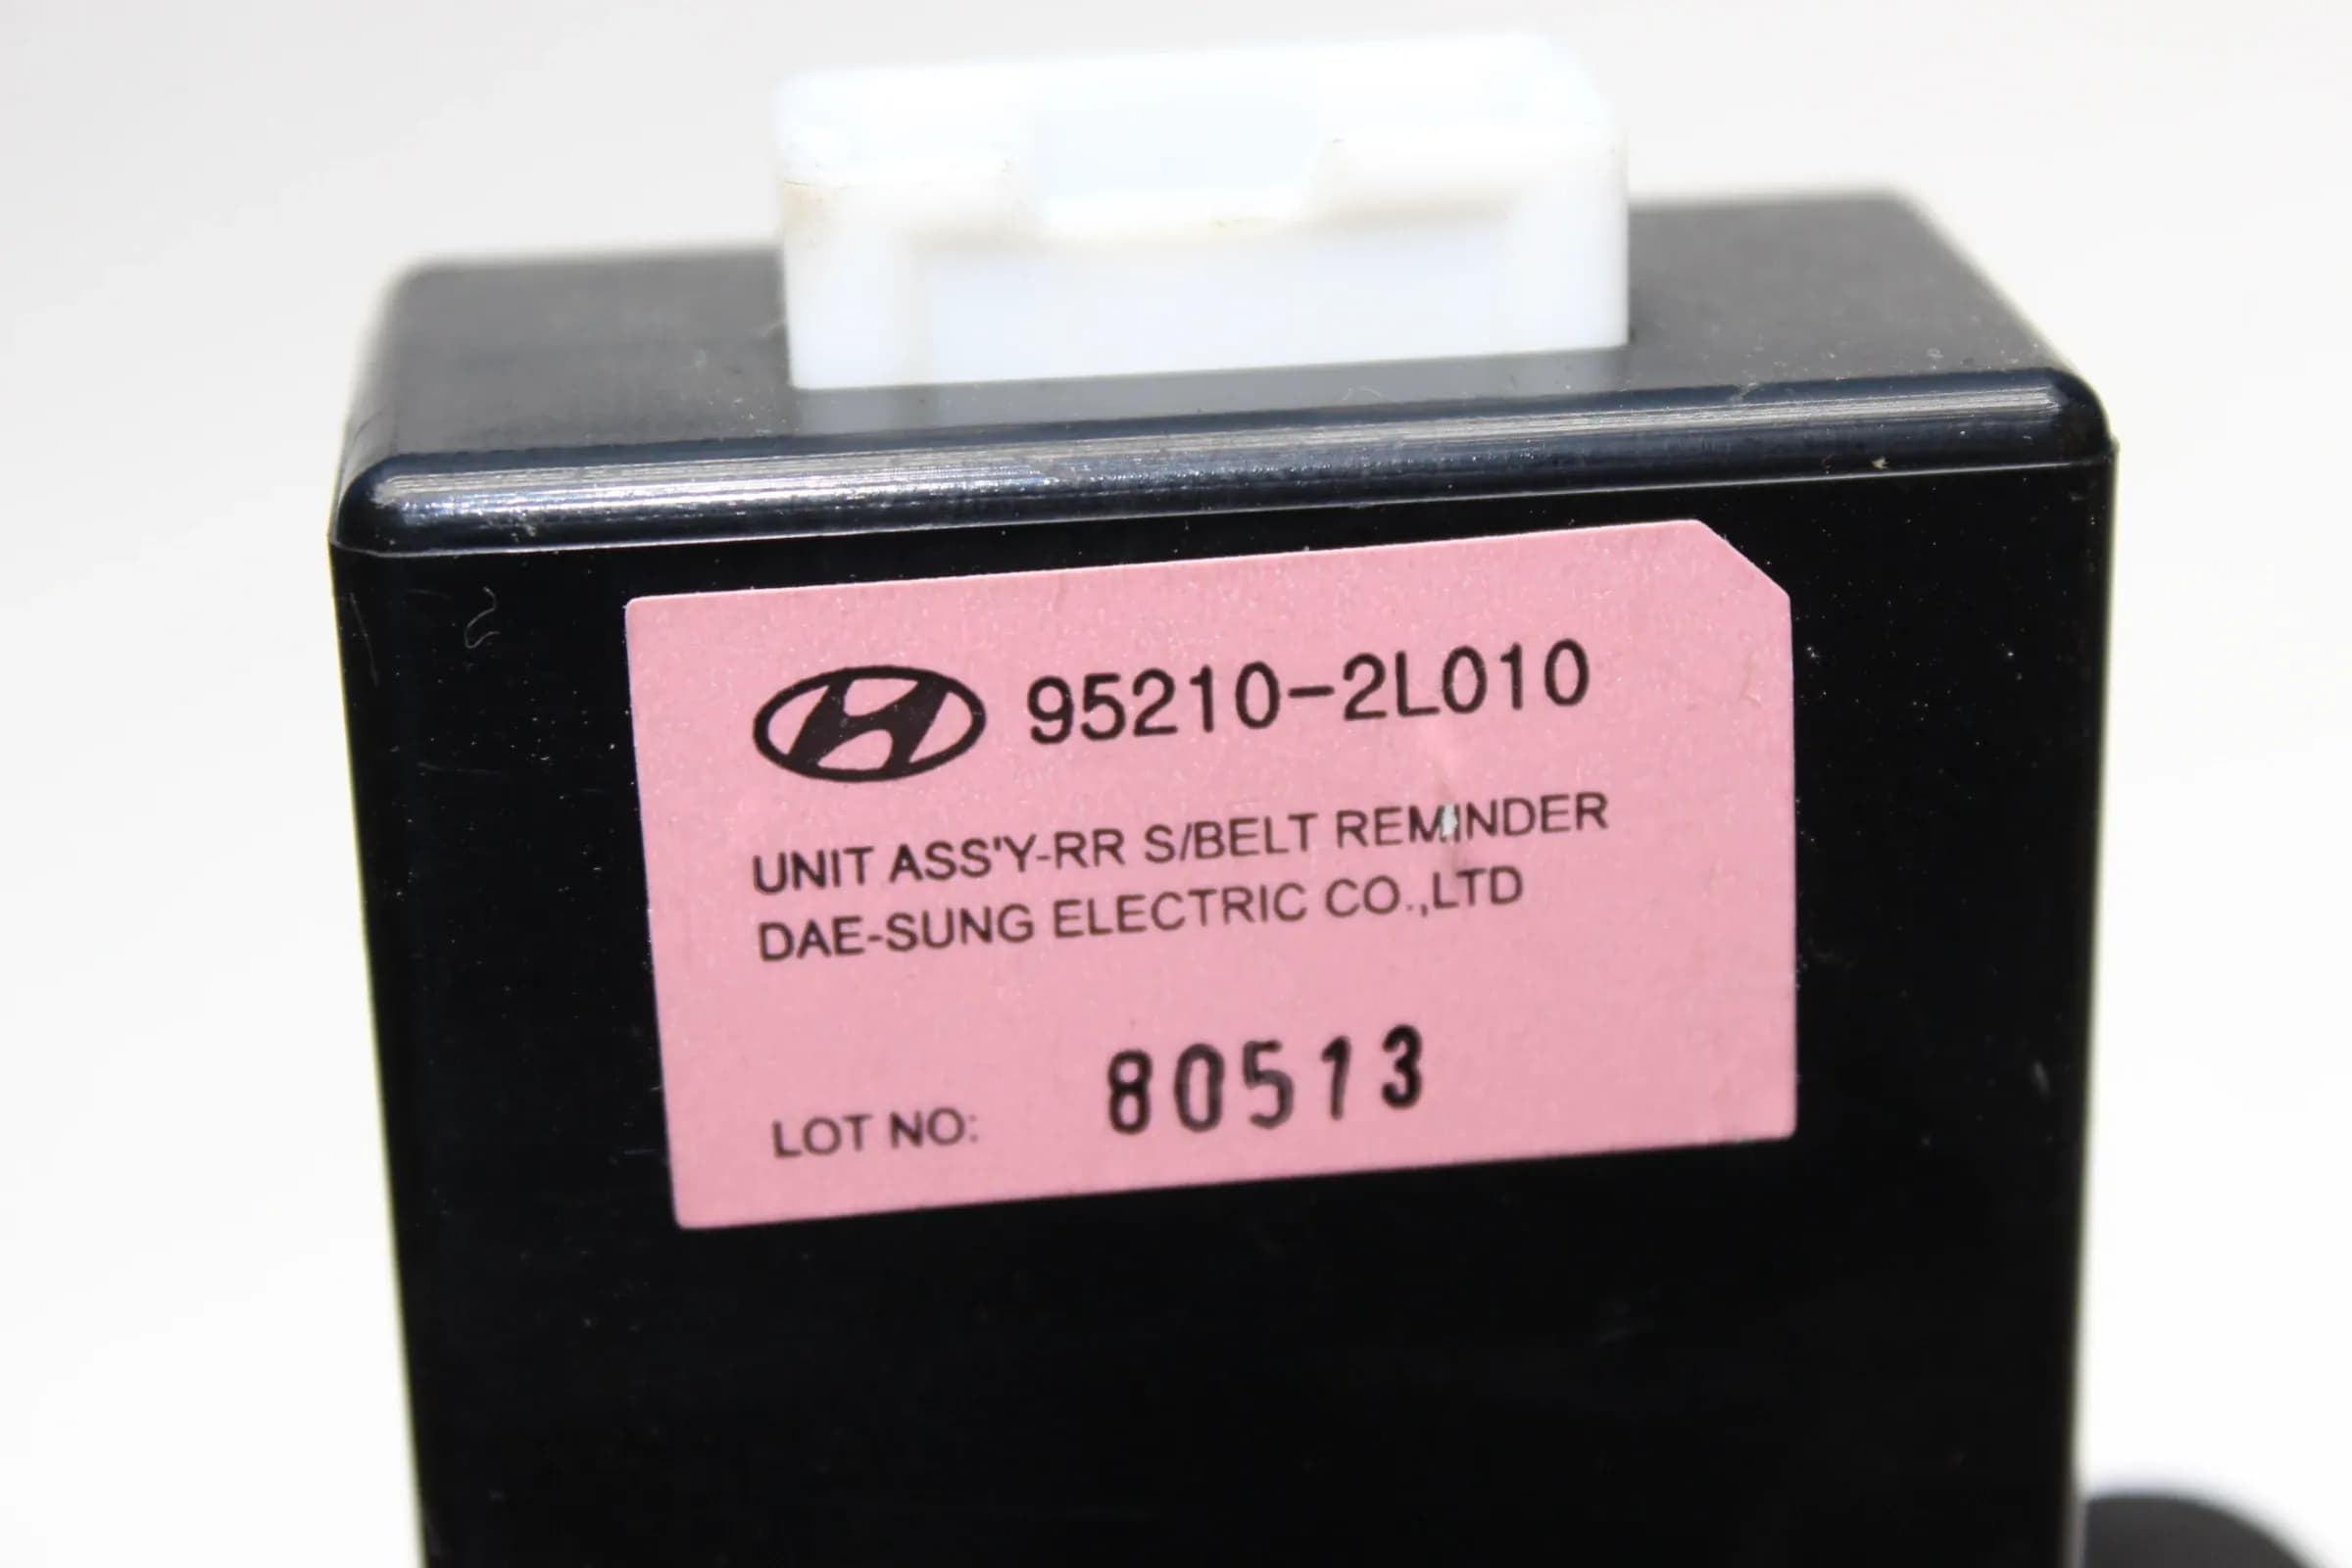 95210-2L010
UNIT ASS'Y-RR S/BELT REMINDER
DAE-SUNG ELECTRIC CO.,LTD
LOT NO: 80513